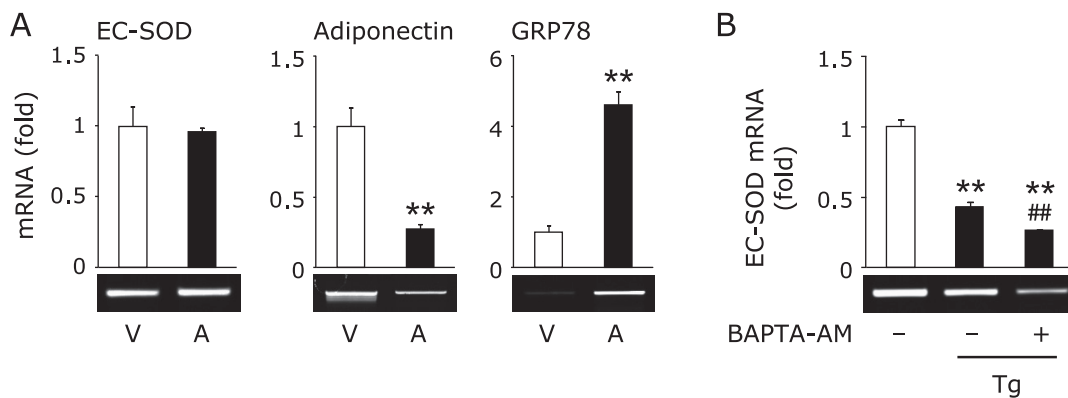 A
EC-SOD
Adiponectin
GRP78
mRNA (fold)
1.5
1
0.5
0
V A
1.5
1
0.5
0
**
V A
6
4
2
0
**
V A
B
EC-SOD mRNA
(fold)
1.5
1
0.5
0
** **
##
BAPTA-AM − − +
Tg